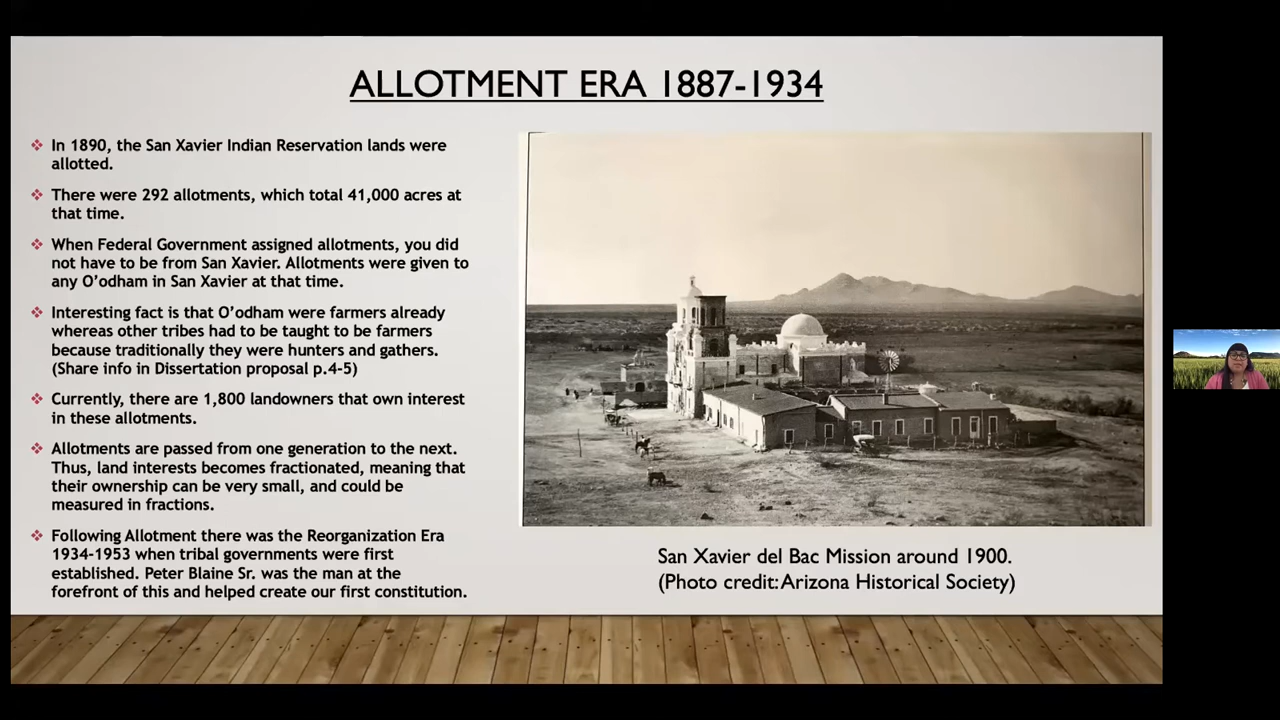 ALLOTMENT ERA 1887-1934
In 1890, the San Xavier Indian Reservation lands were
allotted.
There were 292 allotments, which total 41,000 acres at
that time.
When Federal Government assigned allotments, you did
not have to be from San Xavier. Allotments were given to
any O'odham in San Xavier at that time.
Interesting fact is that O'odham were farmers already
whereas other tribes had to be taught to be farmers
because traditionally they were hunters and gathers.
(Share info in Dissertation proposal p.4-5)
Currently, there are 1,800 landowners that own interest
in these allotments.
Allotments are passed from one generation to the next.
Thus, land interests becomes fractionated, meaning that
their ownership can be very small, and could be
measured in fractions.
Following Allotment there was the Reorganization Era
1934-1953 when tribal governments were first
established. Peter Blaine Sr. was the man at the
forefront of this and helped create our first constitution.
San Xavier del Bac Mission around 1900.
(Photo credit: Arizona Historical Society)